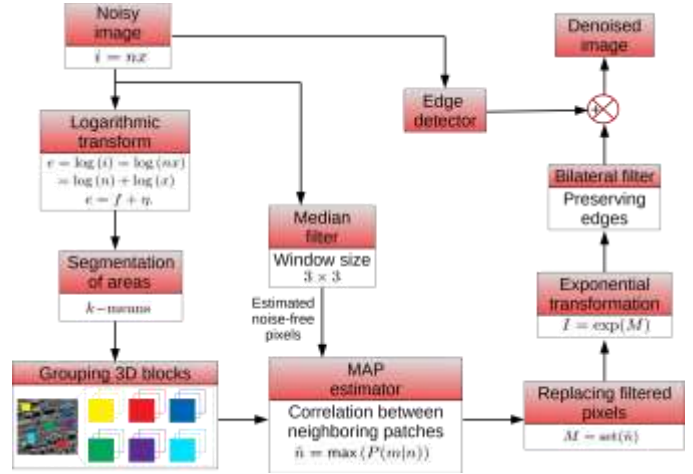 Noisy
image
i = nx
Logarithmic
transform
e = log (i) = log (nx)
= log (n) + log (x)
e = f + η.
Segmentation
of areas
k−means
Grouping 3D blocks
Median
filter
Window size
3 × 3
Estimated
noise-free
pixels
MAP
estimator
Correlation between
neighboring patches
n̂ = max (P(m|n))
Replacing filtered
pixels
M = set(n̂)
Exponential
transformation
I = exp(M)
Bilateral filter
Preserving
edges
Edge
detector
+
Denoised
image